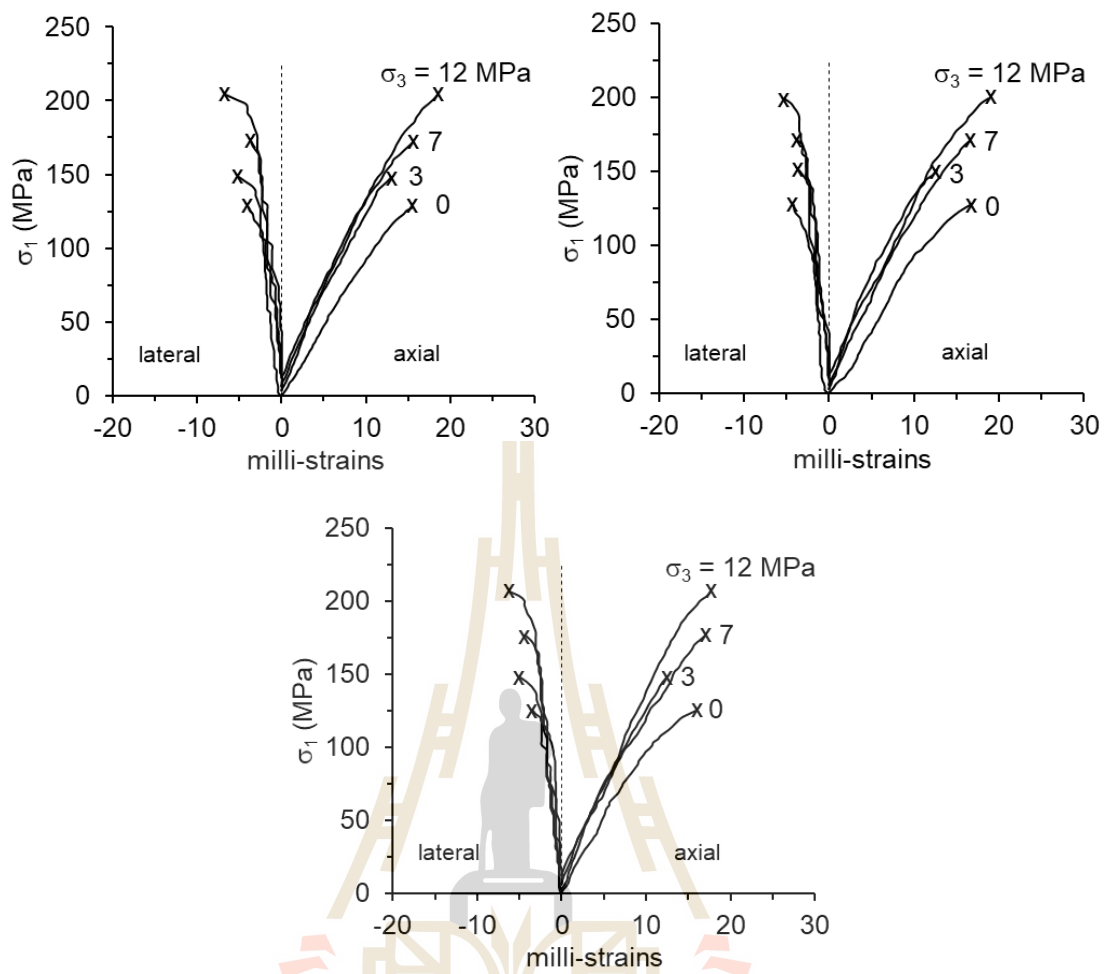 250
200
150
100
50
0
σ₁ (MPa)
σ₃ = 12 MPa
x
x
x
x
x
7
x
x 3
x 0
lateral
axial
-20 -10 0 10 20 30
milli-strains
250
200
150
100
50
0
σ₁ (MPa)
σ₃ = 12 MPa
x
x
x
x
x
x 7
x 3
x 0
lateral
axial
-20 -10 0 10 20 30
milli-strains
250
200
150
100
50
0
σ₁ (MPa)
σ₃ = 12 MPa
x
x
x
x
x
x 7
x 3
x 0
lateral
axial
-20 -10 0 10 20 30
milli-strains